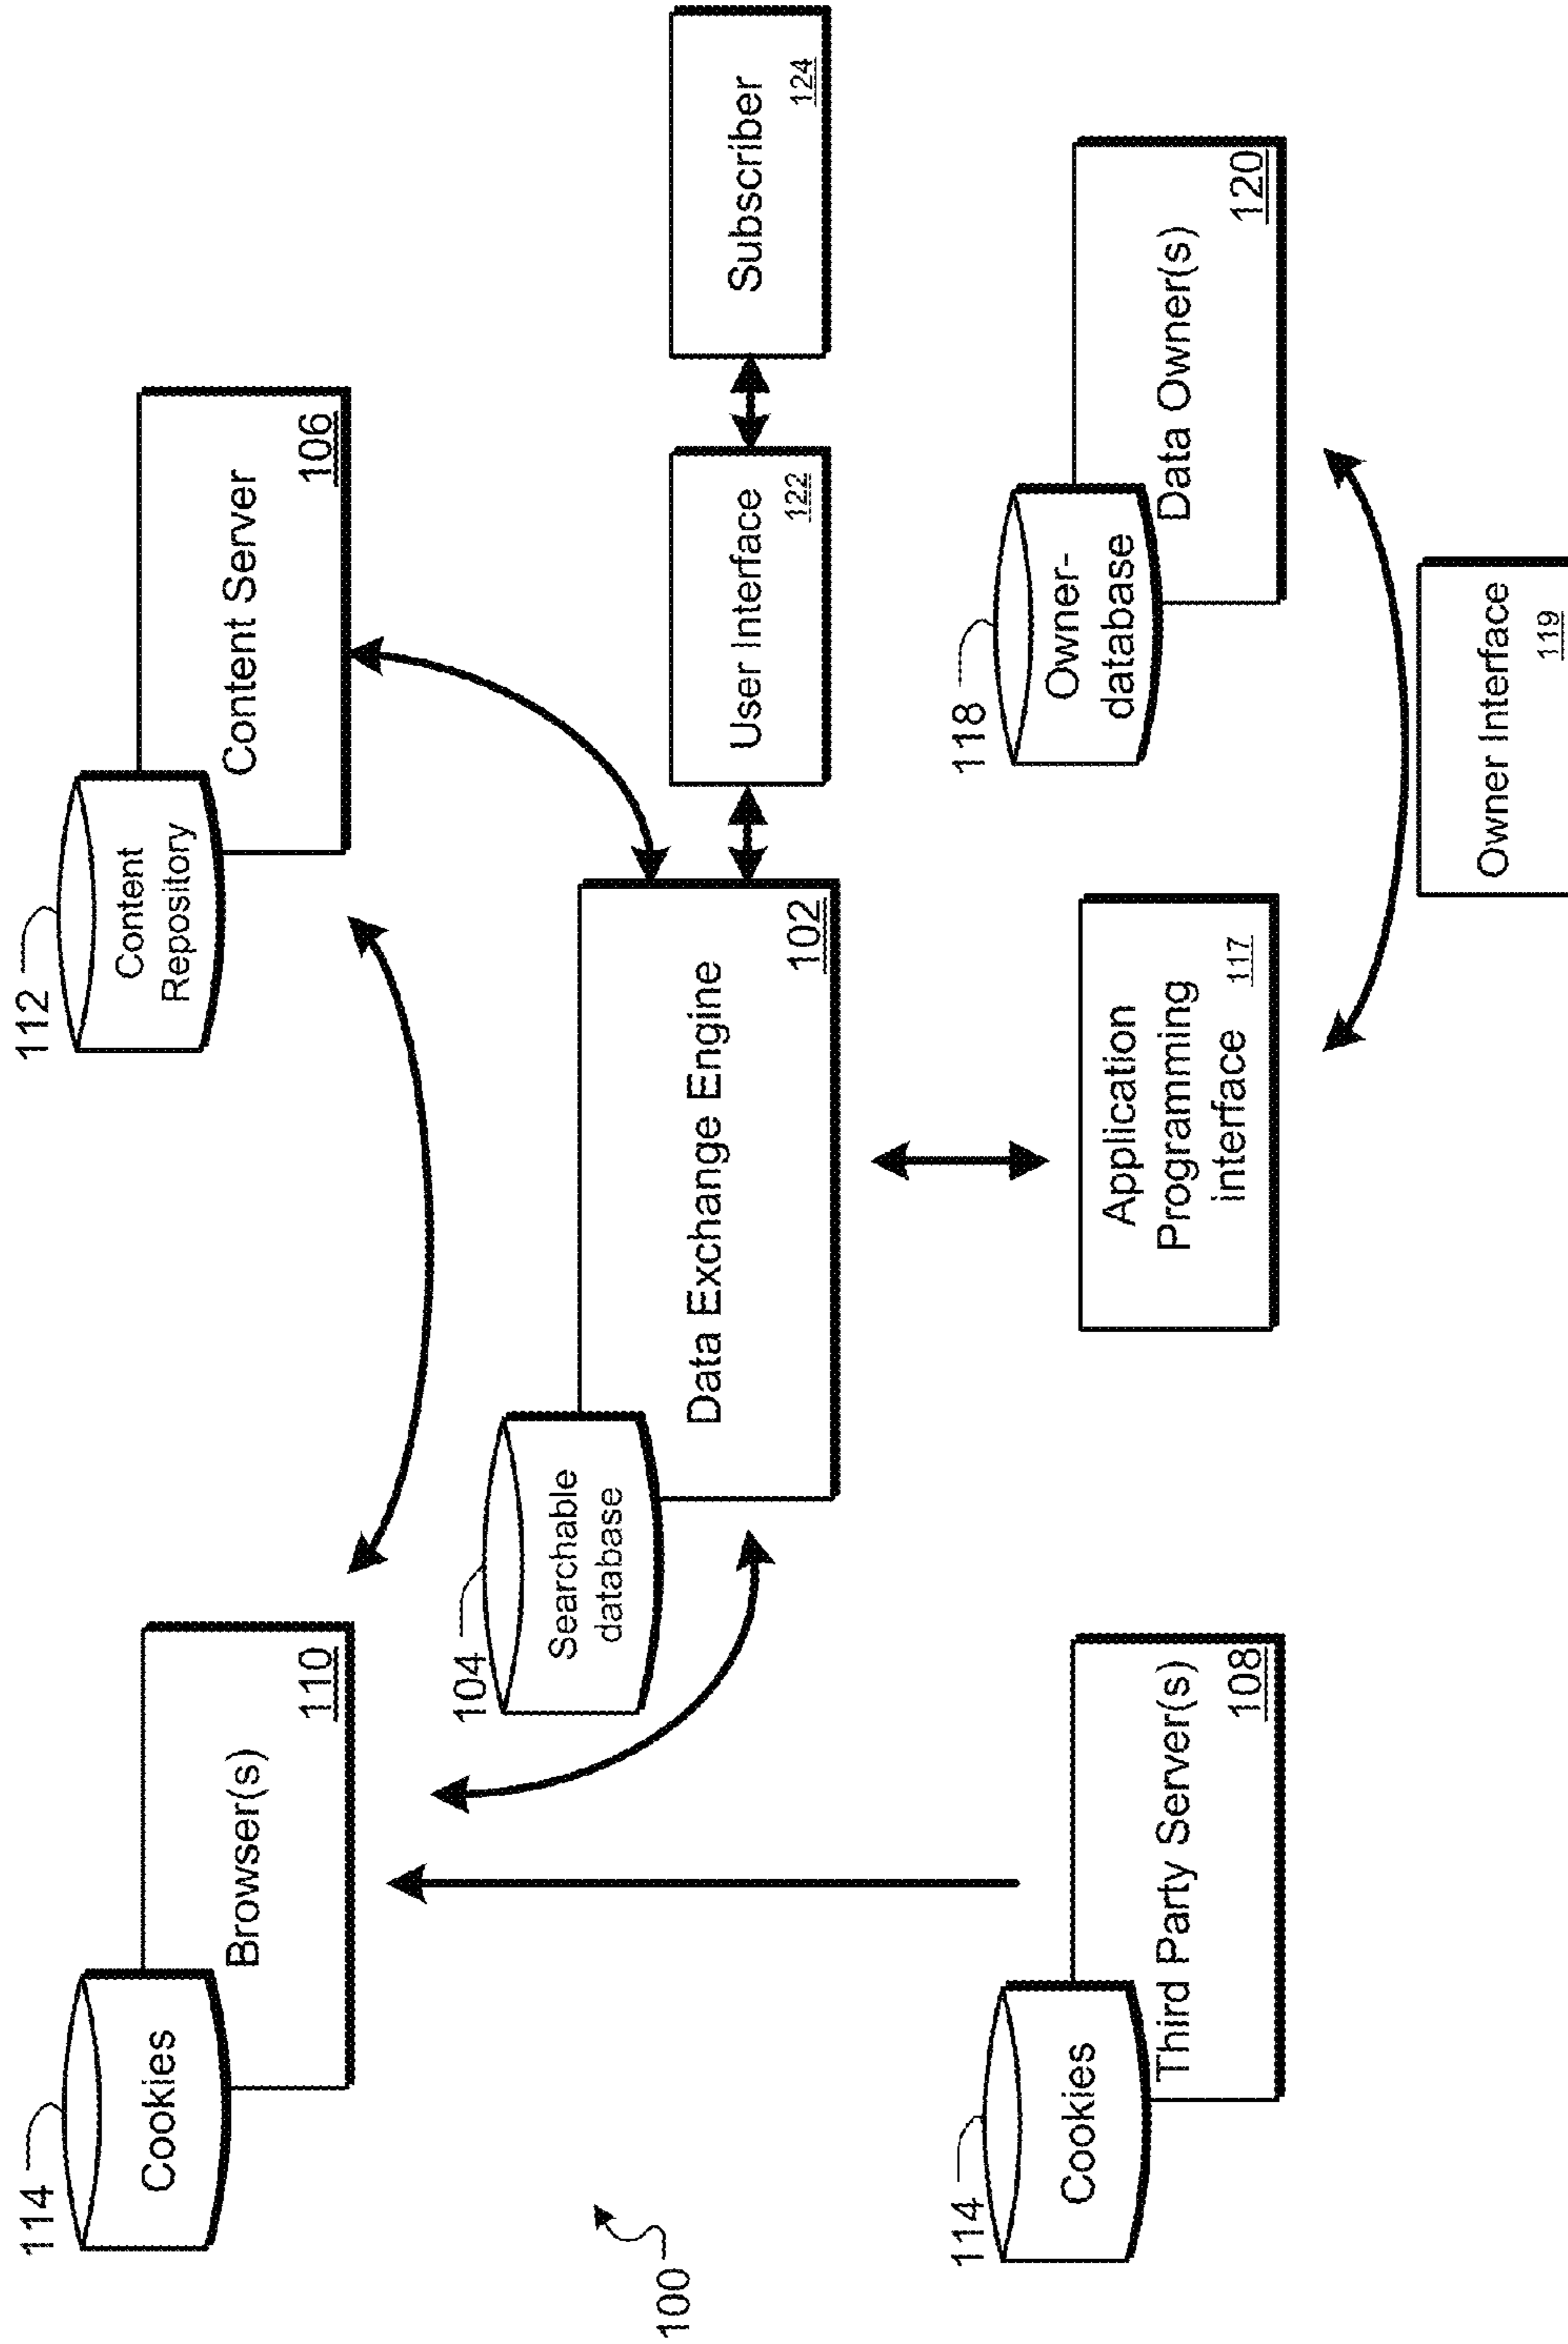 114
Cookies
Browser(s)
110
112
Content
Repository
Content Server
106
104
Searchable
database
Data Exchange Engine
102
User Interface
122
Subscriber
124
100
114
Cookies
Third Party Server(s)
108
Application
Programming
interface
117
118
Owner-
database
Data Owner(s)
120
Owner Interface
119